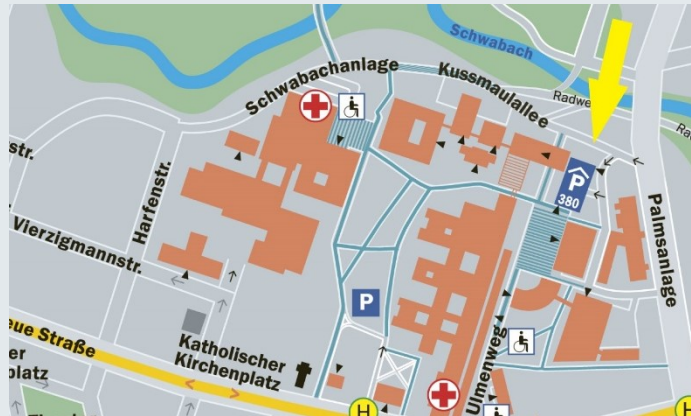 Schwabach
Schwabachanlage
Kussmaulallee
Radwe
Ra
str.
Harfenstr.
P
380
Palmsanlage
Vierzigmannstr.
P
eue Straße
Katholischer
Kirchenplatz
Ulmenweg
er
platz
H
H